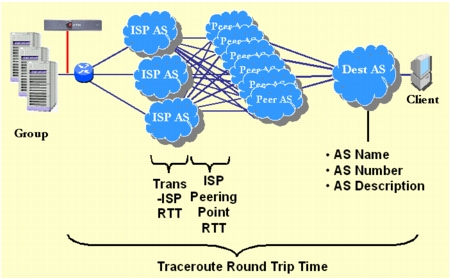 ISP AS
ISP AS
ISP AS
Peer AS
Peer AS
Peer AS
Peer AS
Peer AS
Peer AS
Dest AS
Group
Client
• AS Name
• AS Number
• AS Description
Trans
-ISP
RTT
ISP
Peering
Point
RTT
Traceroute Round Trip Time